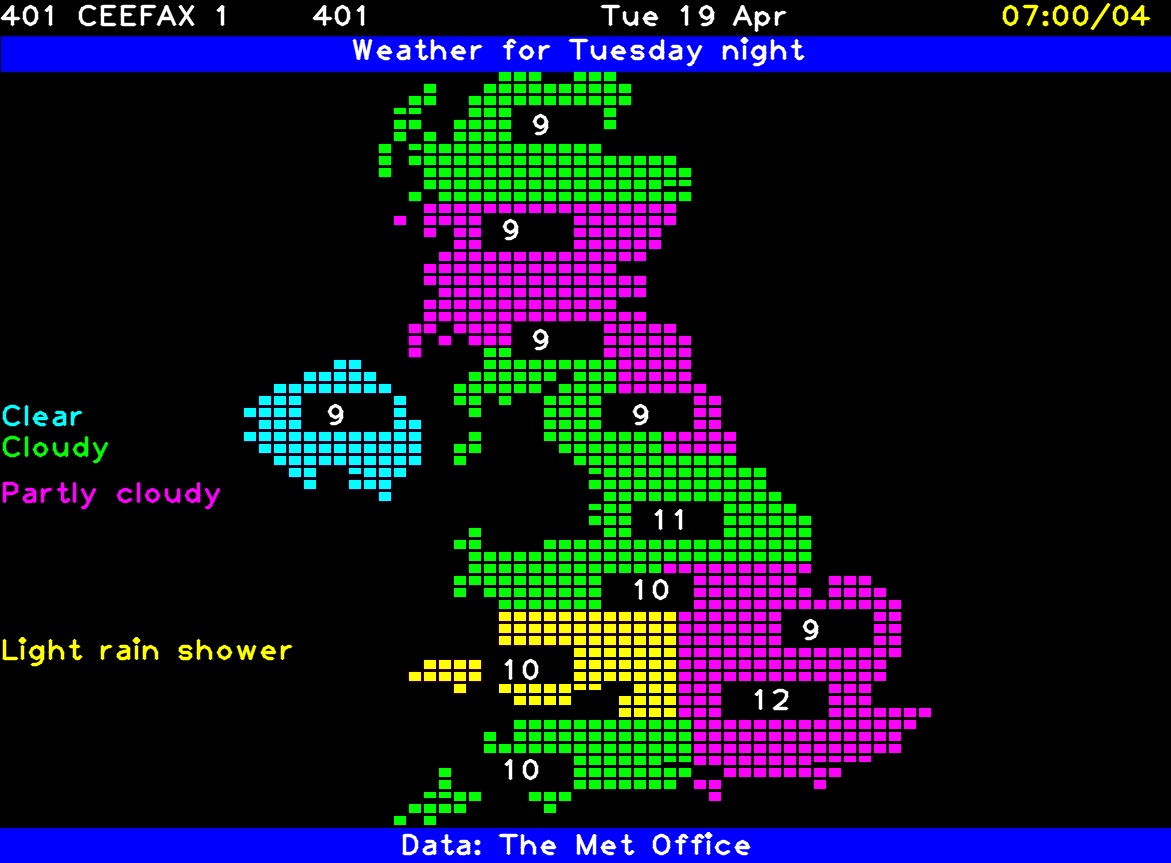 401 CEEFAX 1 401 Tue 19 Apr 07:00/04
Weather for Tuesday night
9
9
9
Clear 9 9
Cloudy
Partly cloudy
11
10
9
Light rain shower
10
12
10
Data: The Met Office